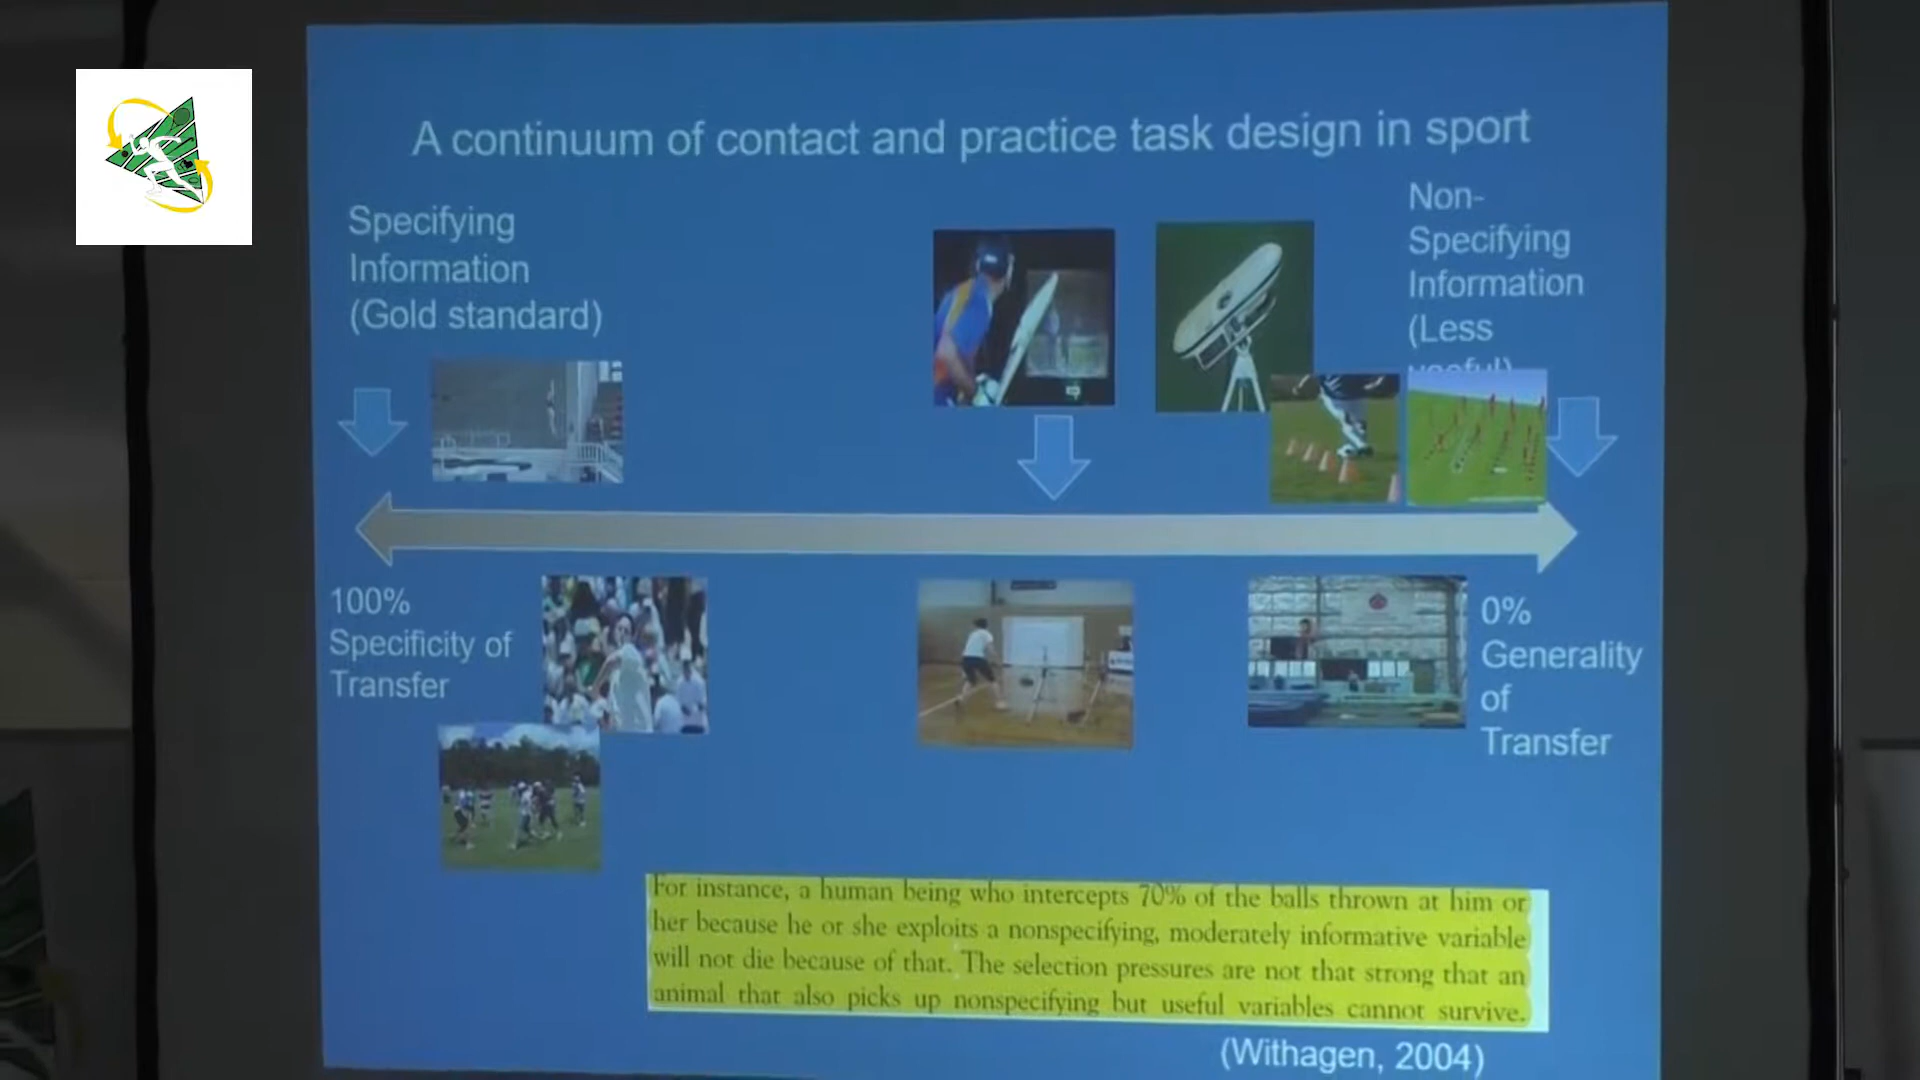 A continuum of contact and practice task design in sport
Specifying
Information
(Gold standard)
Non-
Specifying
Information
(Less
useful)
100%
Specificity of
Transfer
0%
Generality
of
Transfer
For instance, a human being who intercepts 70% of the balls thrown at him or
her because he or she exploits a nonspecifying, moderately informative variable
will not die because of that. The selection pressures are not that strong that an
animal that also picks up nonspecifying but useful variables cannot survive.
(Withagen, 2004)